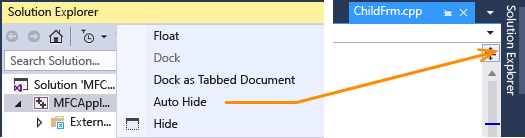 Solution Explorer
Search Solution
Solution 'MFC
MFCAppl
Extern
Float
Dock
Dock as Tabbed Document
Auto Hide
Hide
ChildFrm.cpp
Solution Explorer